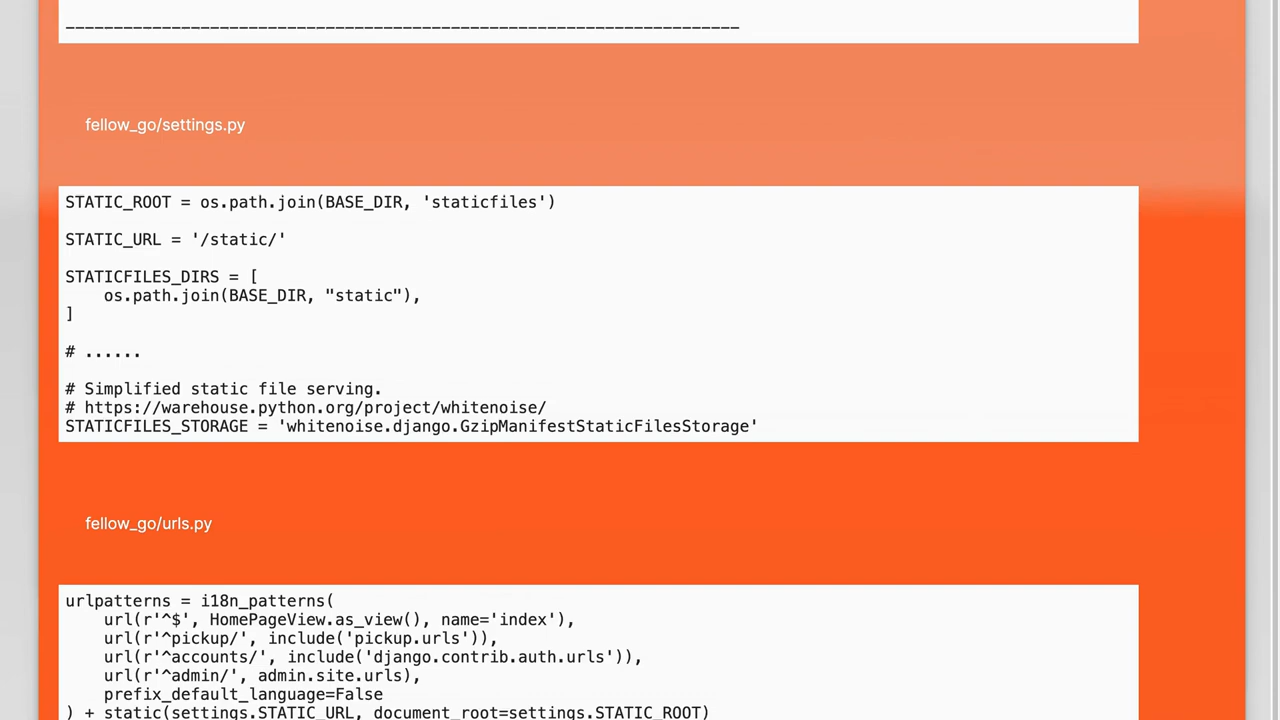 fellow_go/settings.py
STATIC_ROOT = os.path.join(BASE_DIR, 'staticfiles')
STATIC_URL = '/static/'
STATICFILES_DIRS = [
    os.path.join(BASE_DIR, "static"),
]
# ......
# Simplified static file serving.
# https://warehouse.python.org/project/whitenoise/
STATICFILES_STORAGE = 'whitenoise.django.GzipManifestStaticFilesStorage'
fellow_go/urls.py
urlpatterns = i18n_patterns(
    url(r'^$', HomePageView.as_view(), name='index'),
    url(r'^pickup/', include('pickup.urls')),
    url(r'^accounts/', include('django.contrib.auth.urls')),
    url(r'^admin/', admin.site.urls),
    prefix_default_language=False
) + static(settings.STATIC_URL, document_root=settings.STATIC_ROOT)